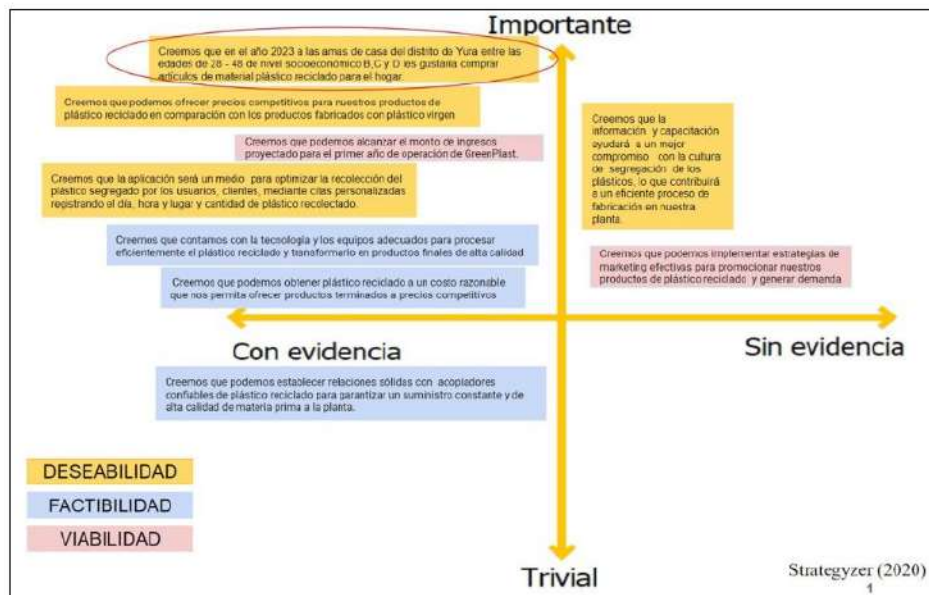 Importante
Creemos que en el año 2023 a las amas de casa del distrito de Yura entre las
edades de 28 - 48 de nivel socioeconómico B,C y D les gustaría comprar
artículos de material plástico reciclado para el hogar.
Creemos que podemos ofrecer precios competitivos para nuestros productos de
plástico reciclado en comparación con los productos fabricados con plástico virgen
Creemos que podemos alcanzar el monto de ingresos
proyectado para el primer año de operación de GreenPlast.
Creemos que la aplicación será un medio para optimizar la recolección del
plástico segregado por los usuarios, clientes, mediante citas personalizadas
registrando el día, hora y lugar y cantidad de plástico recolectado.
Creemos que contamos con la tecnología y los equipos adecuados para procesar
eficientemente el plástico reciclado y transformarlo en productos finales de alta calidad
Creemos que podemos obtener plástico reciclado a un costo razonable
que nos permita ofrecer productos terminados a precios competitivos
Creemos que la
información y capacitación
ayudará a un mejor
compromiso con la cultura
de segregación de los
plásticos, lo que contribuirá
a un eficiente proceso de
fabricación en nuestra
planta.
Creemos que podemos implementar estrategias de
marketing efectivas para promocionar nuestros
productos de plástico reciclado y generar demanda
Con evidencia
Sin evidencia
Creemos que podemos establecer relaciones sólidas con acopiadores
confiables de plástico reciclado para garantizar un suministro constante y de
alta calidad de materia prima a la planta.
DESEABILIDAD
FACTIBILIDAD
VIABILIDAD
Trivial
Strategyzer (2020)
1